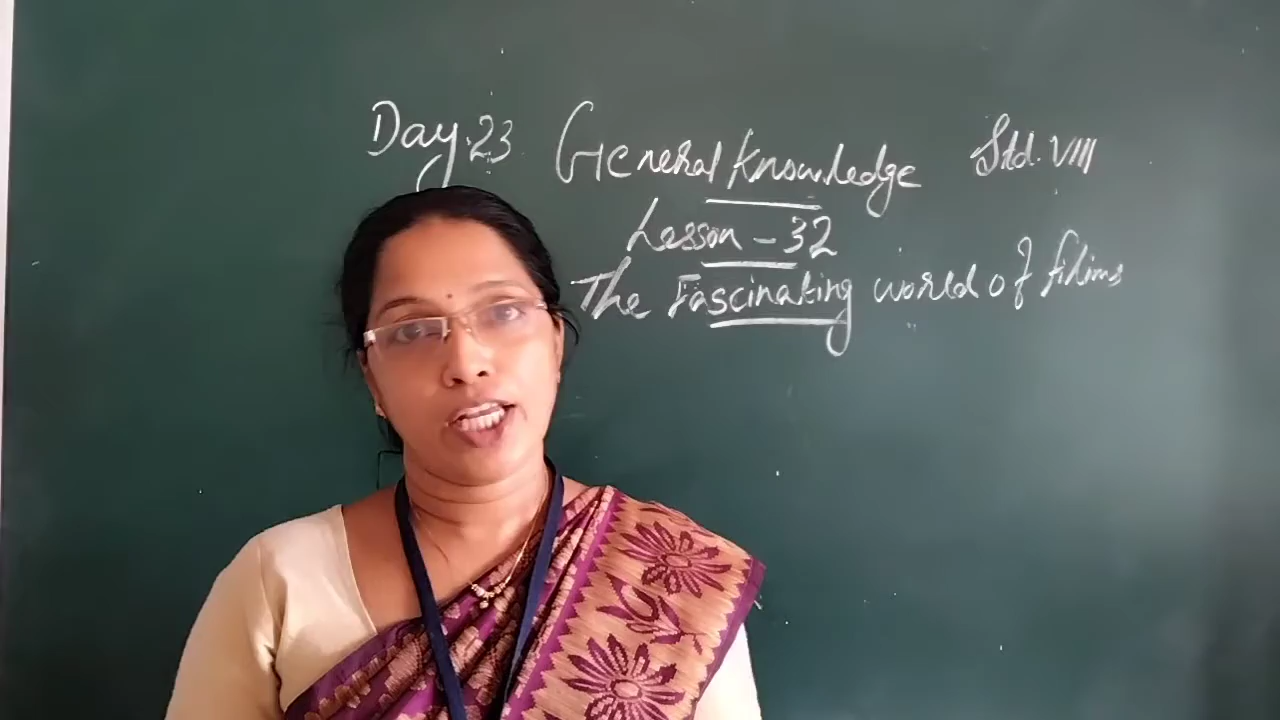 Day:23 General Knowledge Std. VIII
Lesson - 32
The Fascinating world of films